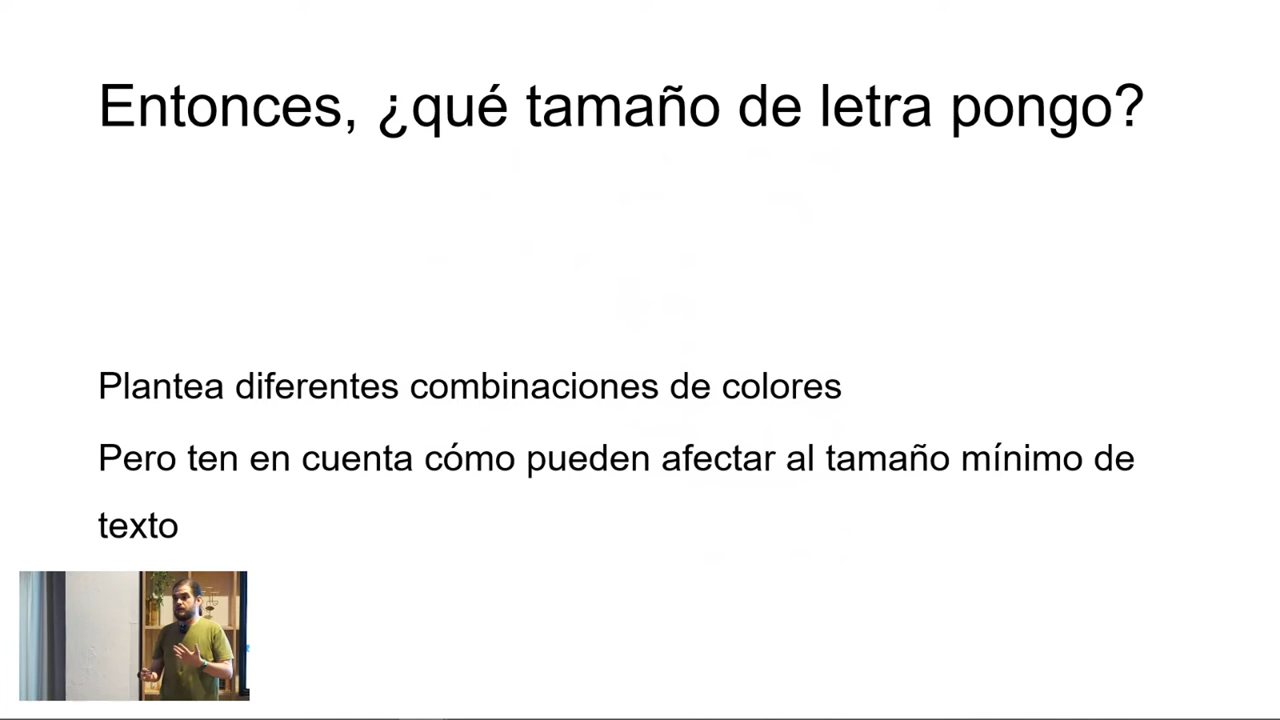 Entonces, ¿qué tamaño de letra pongo?
Plantea diferentes combinaciones de colores
Pero ten en cuenta cómo pueden afectar al tamaño mínimo de
texto